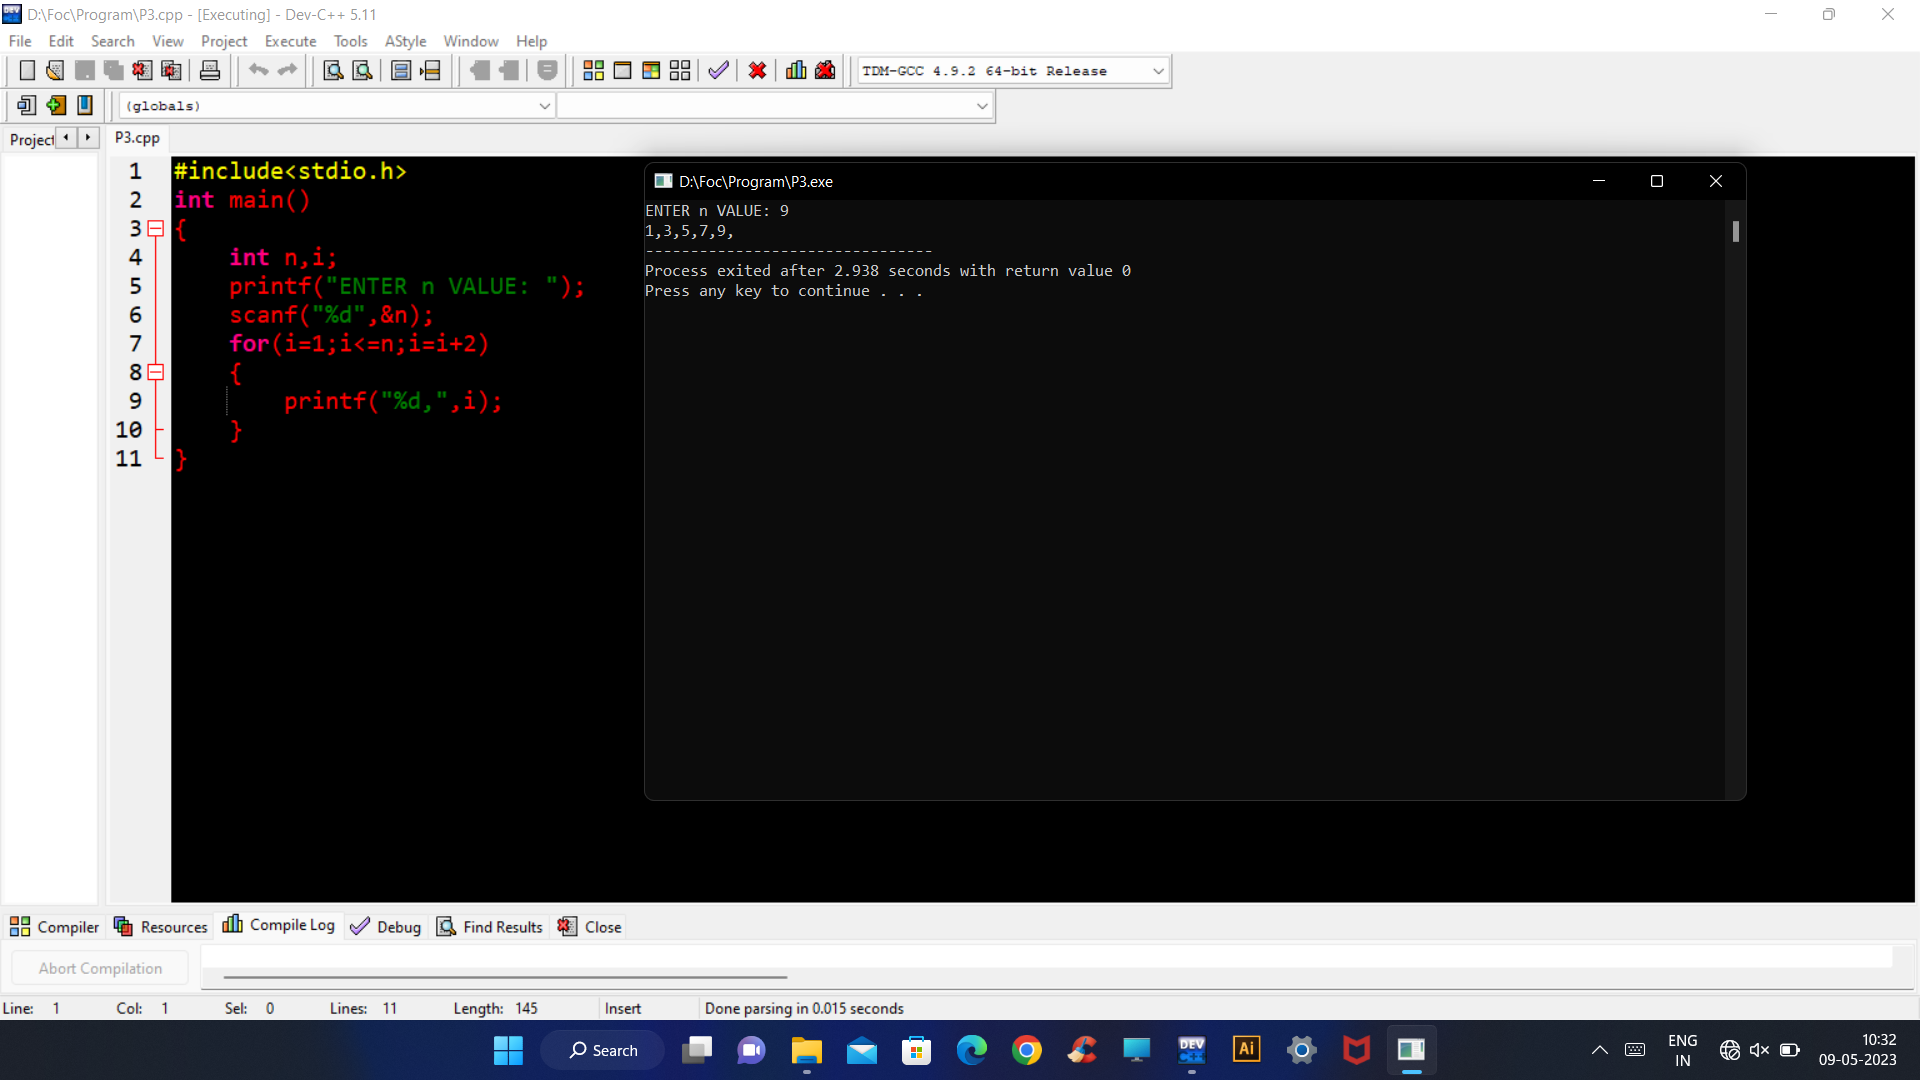 D:\Foc\Program\P3.cpp - [Executing] - Dev-C++ 5.11
File Edit Search View Project Execute Tools AStyle Window Help
TDM-GCC 4.9.2 64-bit Release
(globals)
Project P3.cpp
1 #include<stdio.h>
2 int main()
3 {
4 int n,i;
5 printf("ENTER n VALUE: ");
6 scanf("%d",&n);
7 for(i=1;i<=n;i=i+2)
8 {
9 printf("%d,",i);
10 }
11 }
D:\Foc\Program\P3.exe
ENTER n VALUE: 9
1,3,5,7,9,
--------------------------------
Process exited after 2.938 seconds with return value 0
Press any key to continue . . .
Compiler Resources Compile Log Debug Find Results Close
Abort Compilation
Line: 1 Col: 1 Sel: 0 Lines: 11 Length: 145 Insert Done parsing in 0.015 seconds
Search
DEV C++
Ai
ENG
IN
10:32
09-05-2023